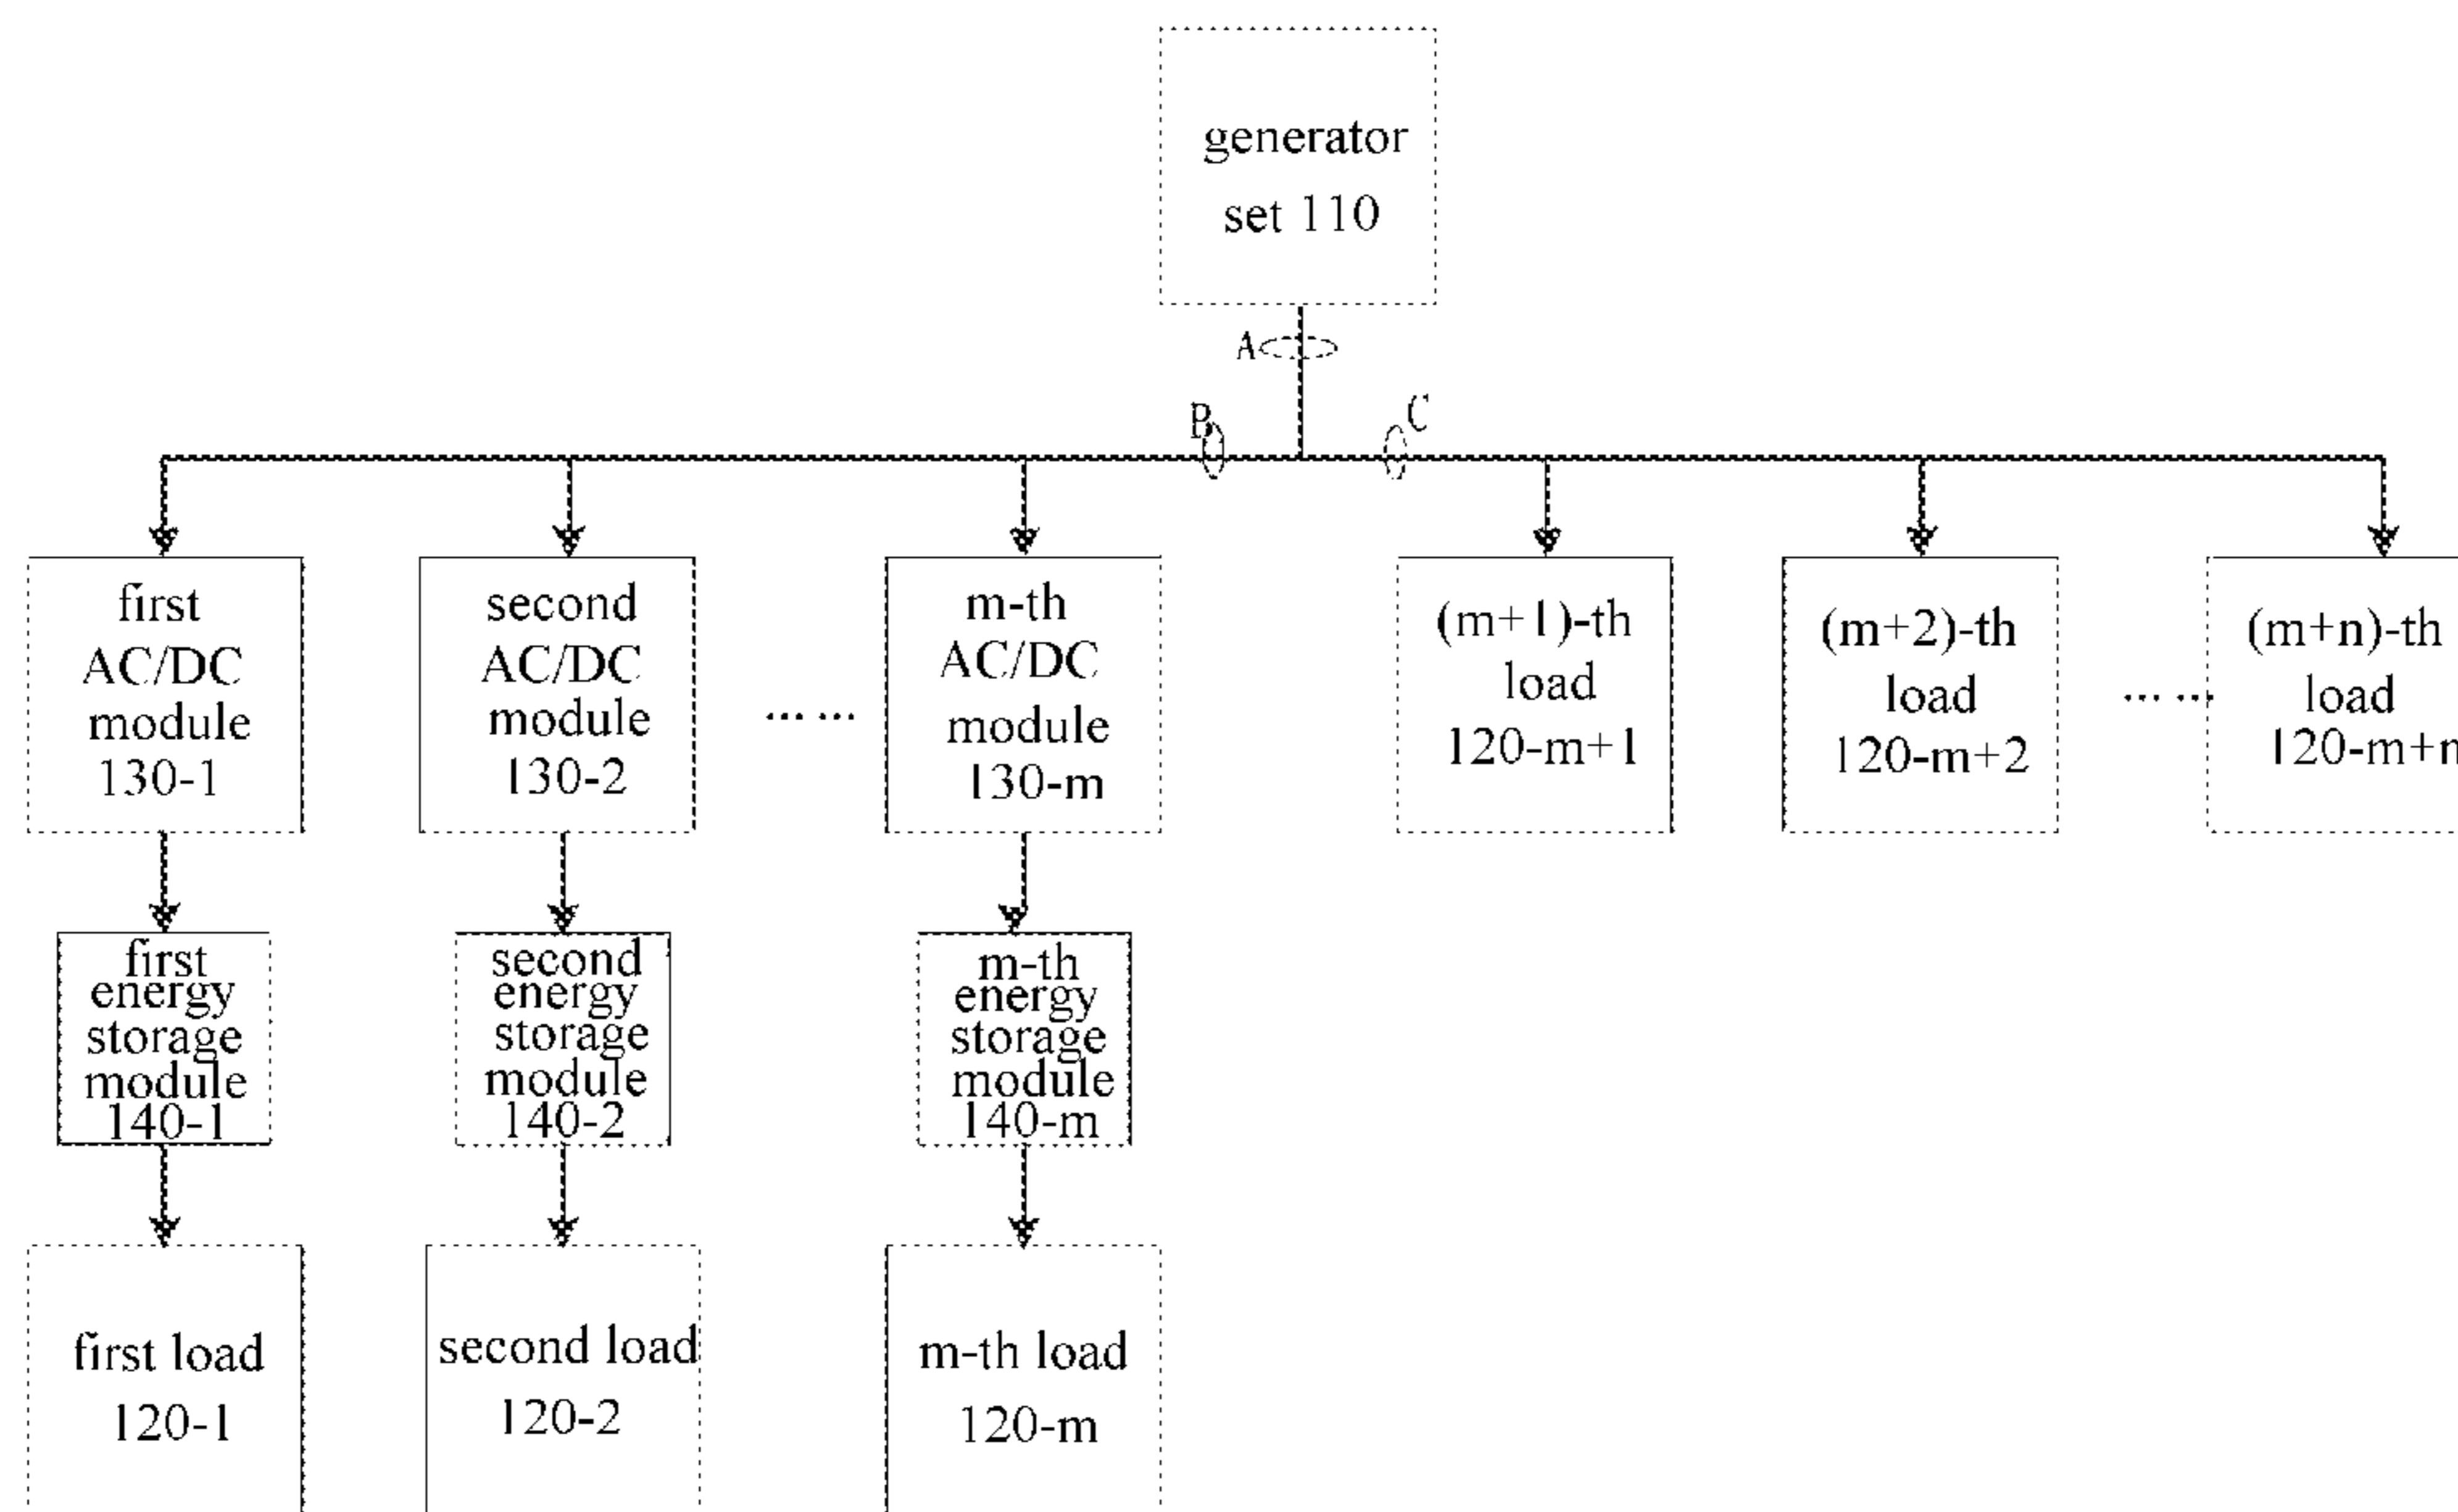 generator
set 110
A
B
C
first
AC/DC
module
130-1
second
AC/DC
module
130-2
... ...
m-th
AC/DC
module
130-m
(m+1)-th
load
120-m+1
(m+2)-th
load
120-m+2
... ...
(m+n)-th
load
120-m+n
first
energy
storage
module
140-1
second
energy
storage
module
140-2
m-th
energy
storage
module
140-m
first load
120-1
second load
120-2
m-th load
120-m